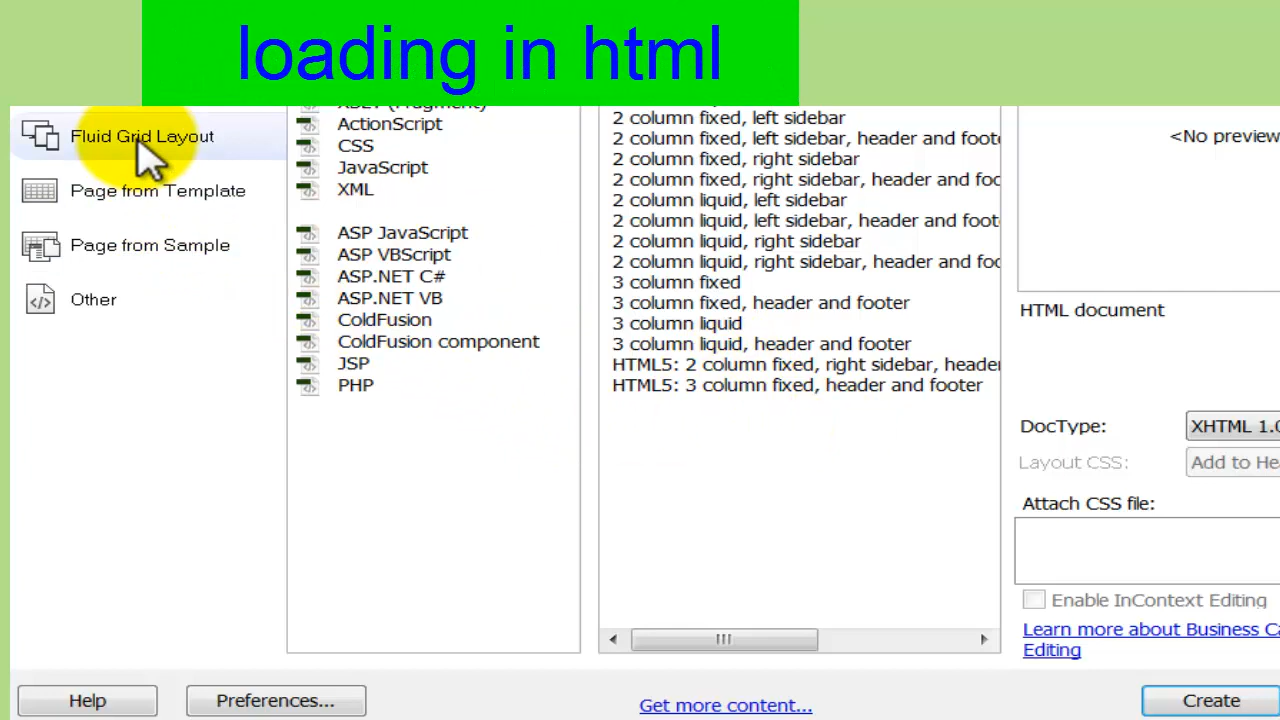 loading in html
Fluid Grid Layout
Page from Template
Page from Sample
Other
ActionScript
CSS
JavaScript
XML
ASP JavaScript
ASP VBScript
ASP.NET C#
ASP.NET VB
ColdFusion
ColdFusion component
JSP
PHP
2 column fixed, left sidebar
2 column fixed, left sidebar, header and foote
2 column fixed, right sidebar
2 column fixed, right sidebar, header and foo
2 column liquid, left sidebar
2 column liquid, left sidebar, header and foote
2 column liquid, right sidebar
2 column liquid, right sidebar, header and foo
3 column fixed
3 column fixed, header and footer
3 column liquid
3 column liquid, header and footer
HTML5: 2 column fixed, right sidebar, header
HTML5: 3 column fixed, header and footer
<No preview
HTML document
DocType:
XHTML 1.0
Layout CSS:
Add to He
Attach CSS file:
Enable InContext Editing
Learn more about Business Ca
Editing
Help
Preferences...
Get more content...
Create